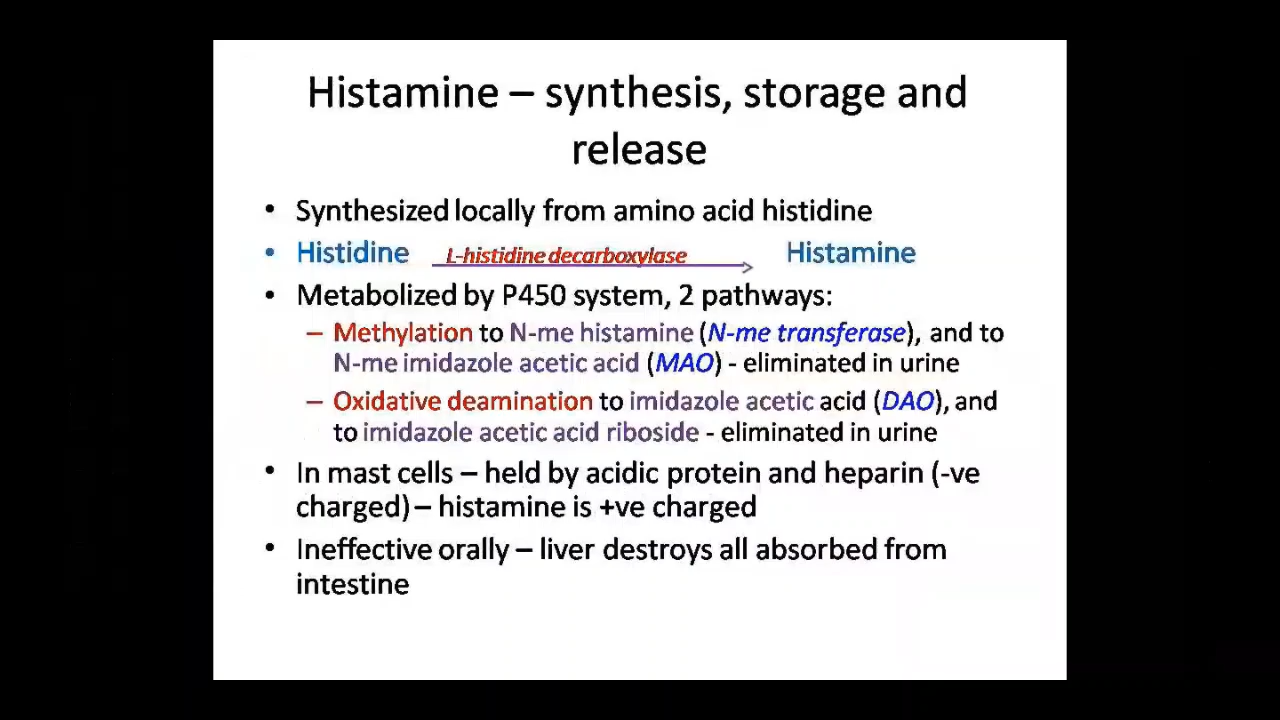 Histamine – synthesis, storage and
release
• Synthesized locally from amino acid histidine
• Histidine L-histidine decarboxylase Histamine
• Metabolized by P450 system, 2 pathways:
– Methylation to N-me histamine (N-me transferase), and to
N-me imidazole acetic acid (MAO) - eliminated in urine
– Oxidative deamination to imidazole acetic acid (DAO), and
to imidazole acetic acid riboside - eliminated in urine
• In mast cells – held by acidic protein and heparin (-ve
charged) – histamine is +ve charged
• Ineffective orally – liver destroys all absorbed from
intestine